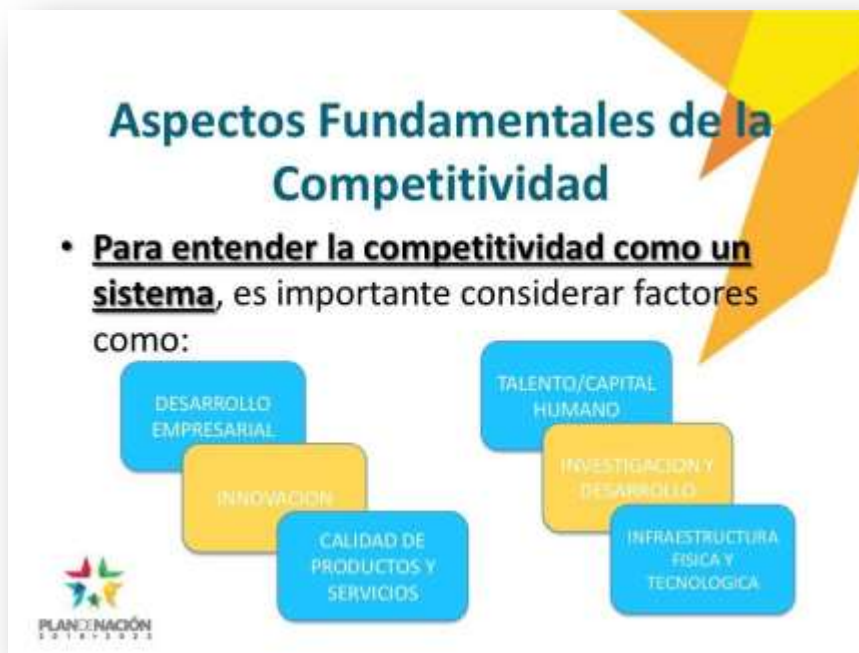 Aspectos Fundamentales de la
Competitividad
• Para entender la competitividad como un
sistema, es importante considerar factores
como:
DESARROLLO
EMPRESARIAL
INNOVACION
CALIDAD DE
PRODUCTOS Y
SERVICIOS
TALENTO/CAPITAL
HUMANO
INVESTIGACION Y
DESARROLLO
INFRAESTRUCTURA
FISICA Y
TECNOLOGICA
PLANDENACIÓN